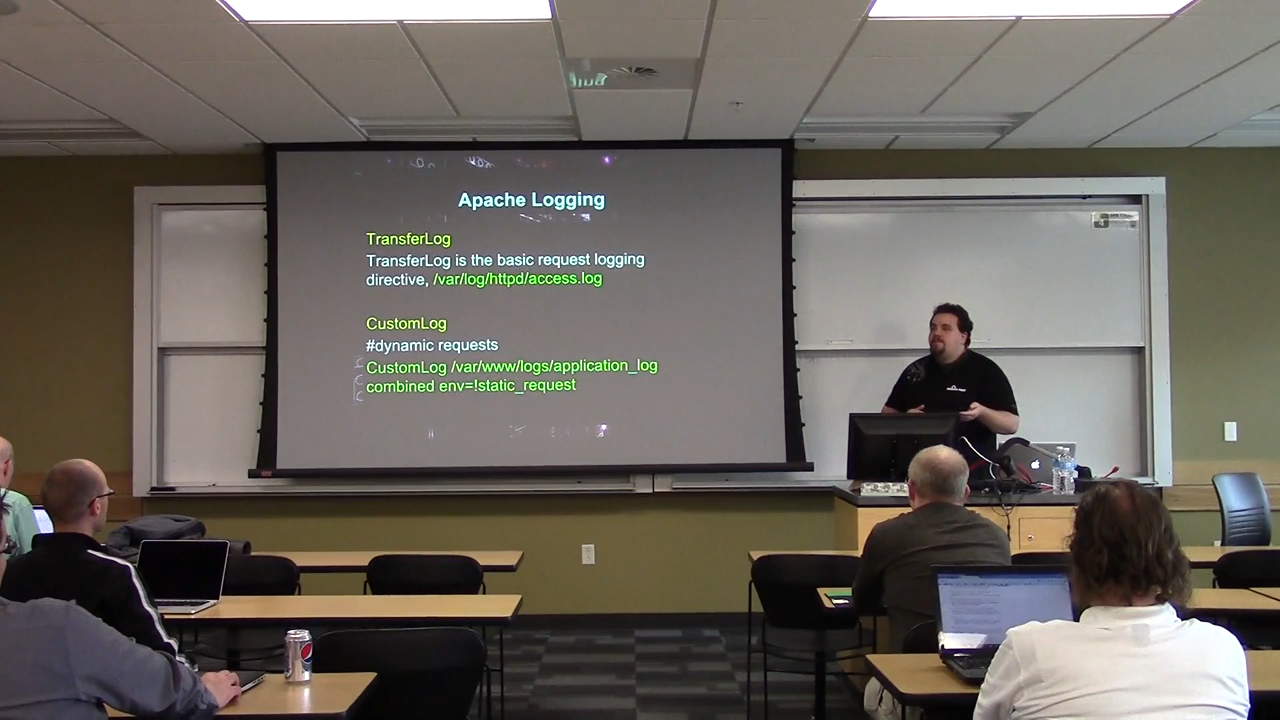 Apache Logging
TransferLog
TransferLog is the basic request logging
directive, /var/log/httpd/access.log
CustomLog
#dynamic requests
CustomLog /var/www/logs/application_log
combined env=!static_request